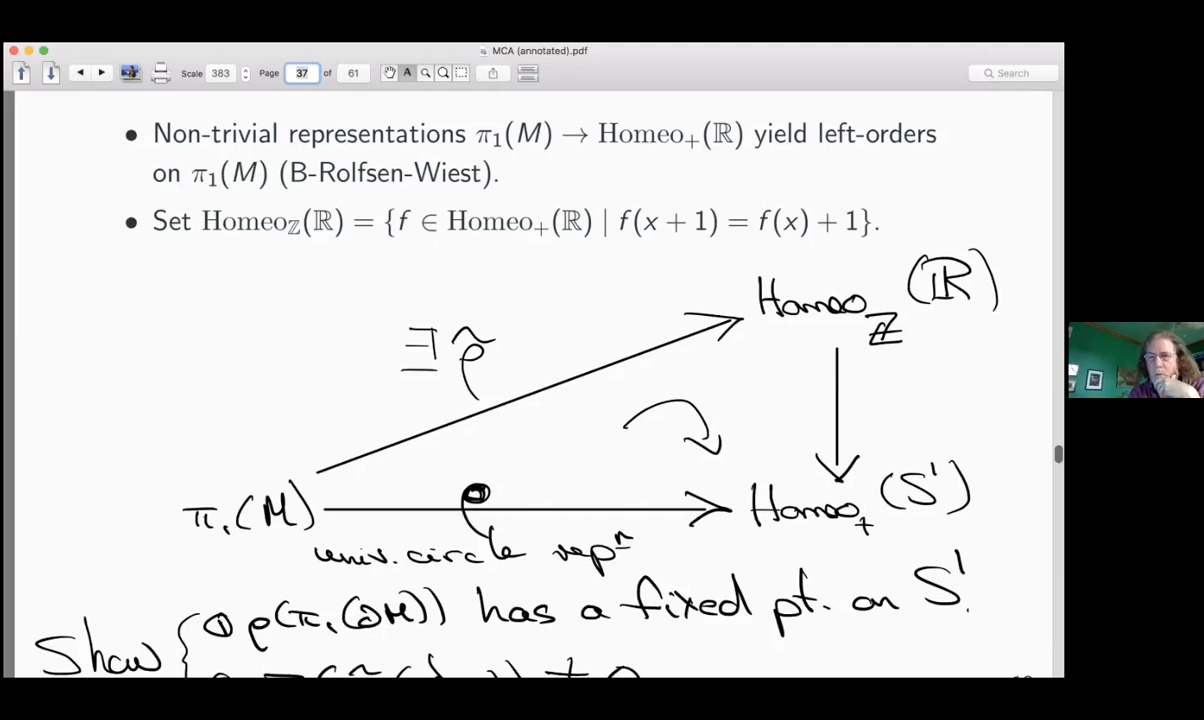 MCA (annotated).pdf
Scale 383 Page 37 of 61 Search
• Non-trivial representations π₁(M) → Homeo₊(ℝ) yield left-orders
on π₁(M) (B-Rolfsen-Wiest).
• Set Homeo_ℤ(ℝ) = {f ∈ Homeo₊(ℝ) | f(x + 1) = f(x) + 1}.
Homeo_ℤ(ℝ)
∃ ρ̃
π₁(M) ρ Homeo₊(S¹)
univ. circle repⁿ
Show { ① ρ(π₁(∂M)) has a fixed pt. on S¹.